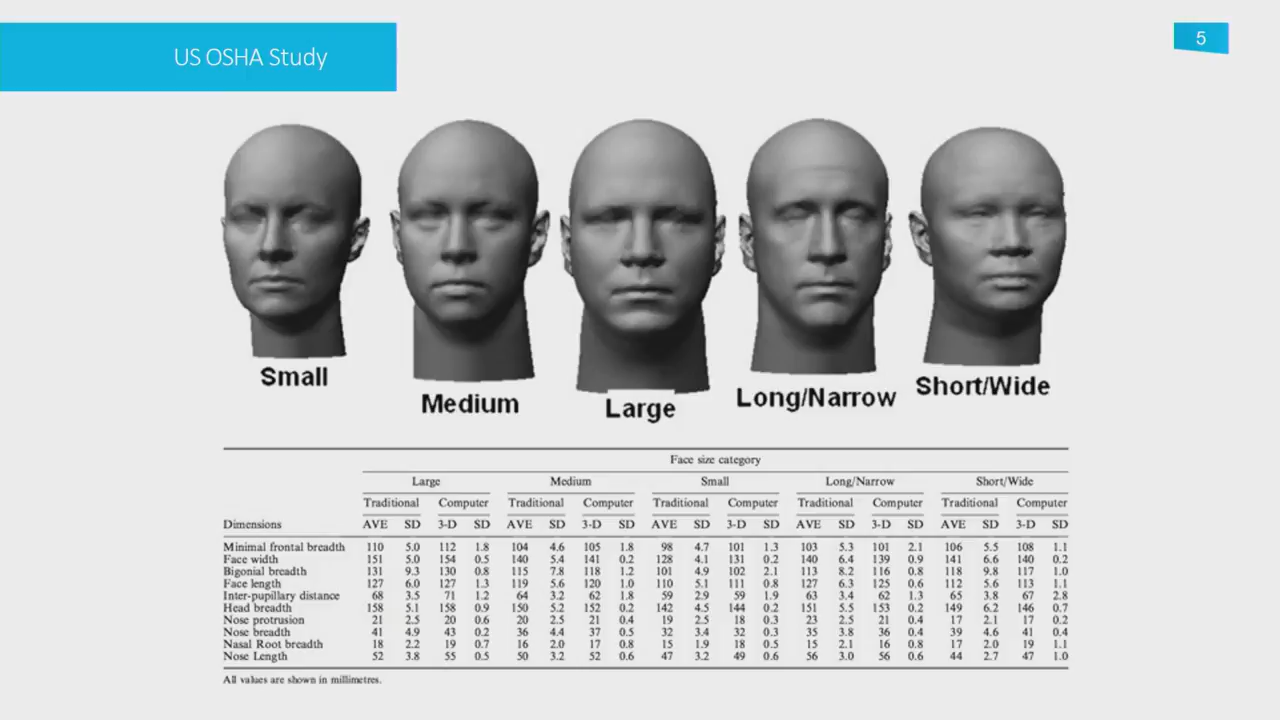 US OSHA Study
5
Small
Medium
Large
Long/Narrow
Short/Wide
Face size category
Large Medium Small Long/Narrow Short/Wide
Traditional Computer Traditional Computer Traditional Computer Traditional Computer Traditional Computer
Dimensions AVE SD 3-D SD AVE SD 3-D SD AVE SD 3-D SD AVE SD 3-D SD AVE SD 3-D SD
Minimal frontal breadth 110 5.0 112 1.8 104 4.6 105 1.8 98 4.7 101 1.3 103 5.3 101 2.1 106 5.5 108 1.1
Face width 151 5.0 154 0.5 140 5.4 141 0.2 128 4.1 131 0.2 140 6.4 139 0.9 141 6.6 140 0.2
Bigonial breadth 131 9.3 130 0.8 115 7.8 118 1.2 101 4.9 102 2.1 113 8.2 116 0.8 118 9.8 117 1.0
Face length 127 6.0 127 1.3 119 5.6 120 1.0 110 5.1 111 0.8 127 6.3 125 0.6 112 5.6 113 1.1
Inter-pupillary distance 68 3.5 71 1.2 64 3.2 62 1.8 59 2.9 59 1.9 63 3.4 62 1.3 65 3.8 67 2.8
Head breadth 158 5.1 158 0.9 150 5.2 152 0.2 142 4.5 144 0.2 151 5.5 153 0.2 149 6.2 146 0.7
Nose protrusion 21 2.5 20 0.6 20 2.5 21 0.4 19 2.5 18 0.3 23 2.5 21 0.4 17 2.1 17 0.2
Nose breadth 41 4.9 43 0.2 36 4.4 37 0.5 32 3.4 32 0.3 35 3.8 36 0.4 39 4.6 41 0.4
Nasal Root breadth 18 2.2 19 0.7 16 2.0 17 0.8 15 1.9 18 0.5 15 2.1 16 0.8 17 2.0 19 1.1
Nose Length 52 3.8 55 0.5 50 3.2 52 0.6 47 3.2 49 0.6 56 3.0 56 0.6 44 2.7 47 1.0
All values are shown in millimetres.